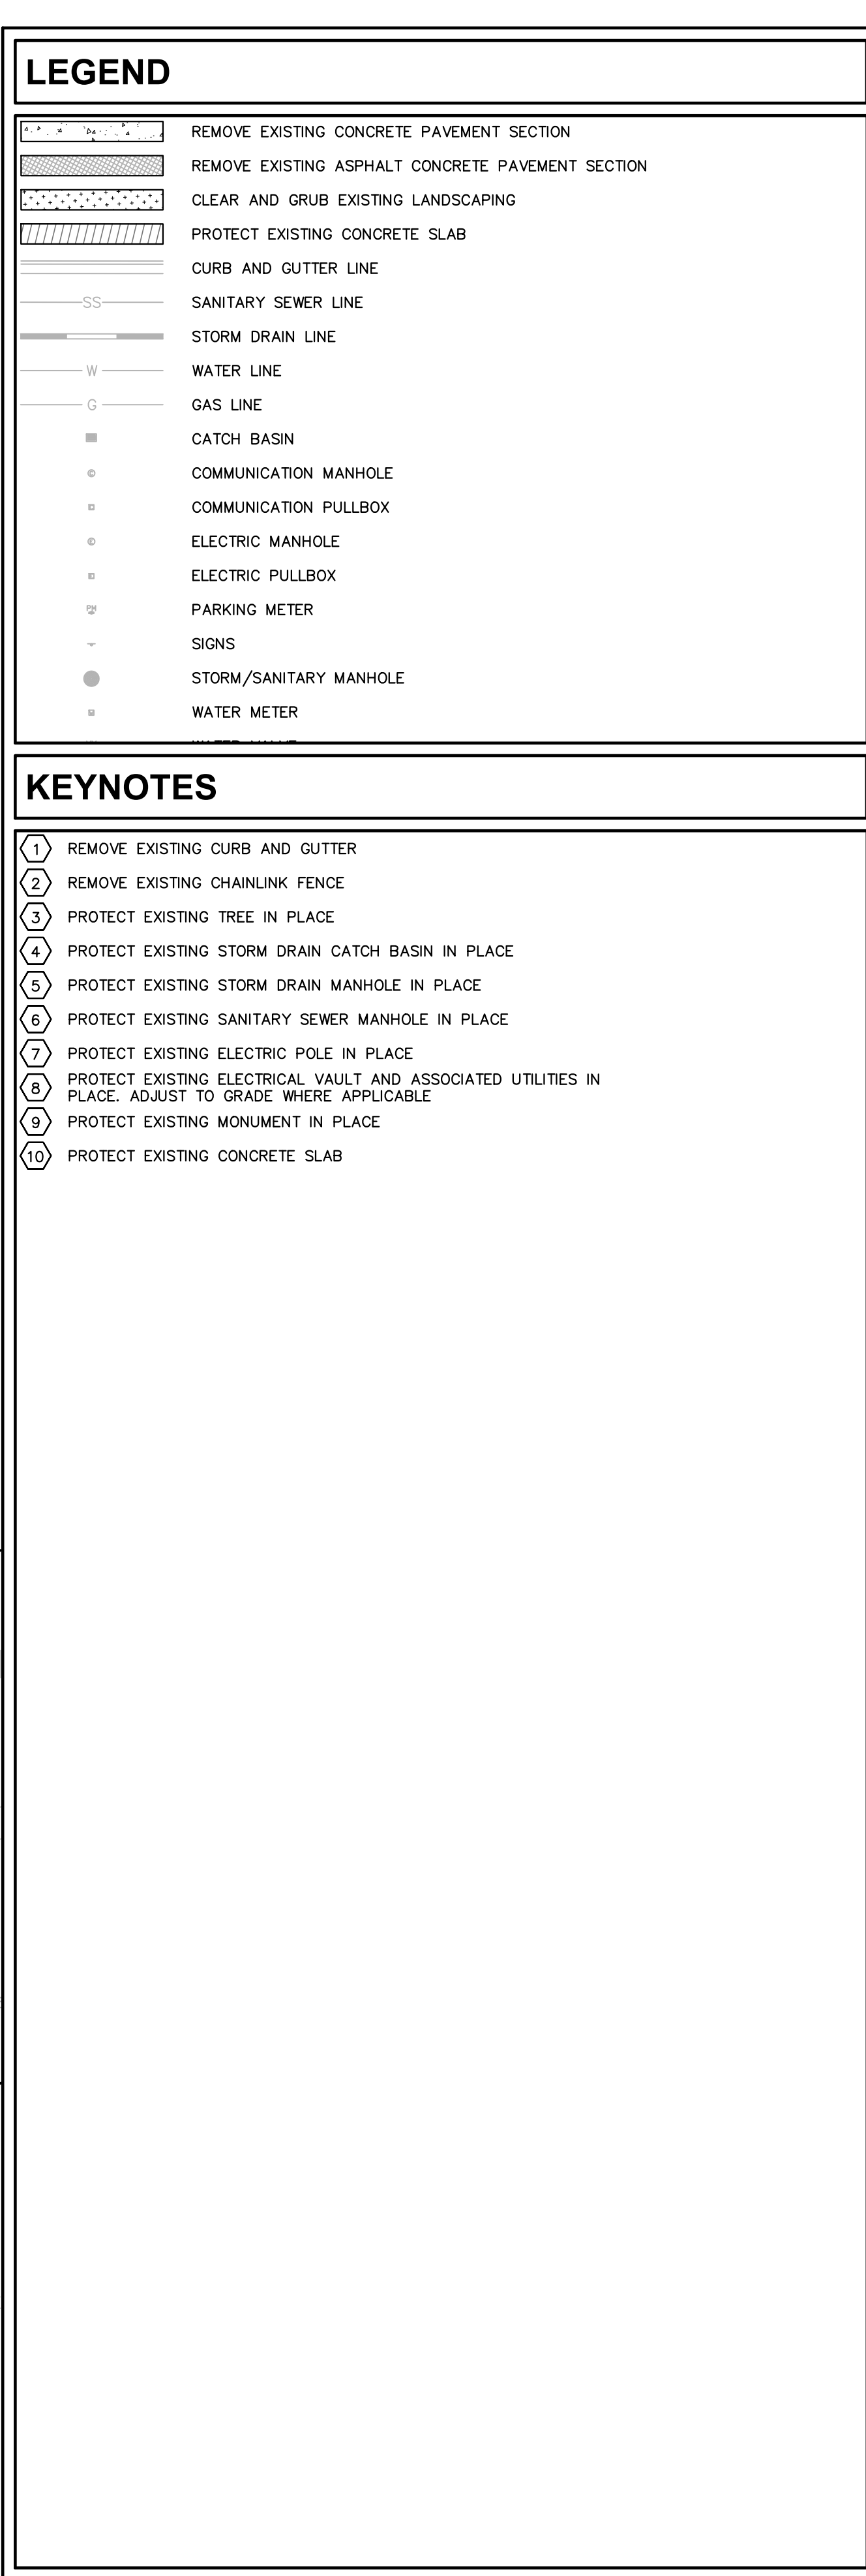 LEGEND
REMOVE EXISTING CONCRETE PAVEMENT SECTION
REMOVE EXISTING ASPHALT CONCRETE PAVEMENT SECTION
CLEAR AND GRUB EXISTING LANDSCAPING
PROTECT EXISTING CONCRETE SLAB
CURB AND GUTTER LINE
SS SANITARY SEWER LINE
STORM DRAIN LINE
W WATER LINE
G GAS LINE
CATCH BASIN
COMMUNICATION MANHOLE
COMMUNICATION PULLBOX
ELECTRIC MANHOLE
ELECTRIC PULLBOX
PM PARKING METER
SIGNS
STORM/SANITARY MANHOLE
WATER METER
KEYNOTES
1 REMOVE EXISTING CURB AND GUTTER
2 REMOVE EXISTING CHAINLINK FENCE
3 PROTECT EXISTING TREE IN PLACE
4 PROTECT EXISTING STORM DRAIN CATCH BASIN IN PLACE
5 PROTECT EXISTING STORM DRAIN MANHOLE IN PLACE
6 PROTECT EXISTING SANITARY SEWER MANHOLE IN PLACE
7 PROTECT EXISTING ELECTRIC POLE IN PLACE
8 PROTECT EXISTING ELECTRICAL VAULT AND ASSOCIATED UTILITIES IN
PLACE. ADJUST TO GRADE WHERE APPLICABLE
9 PROTECT EXISTING MONUMENT IN PLACE
10 PROTECT EXISTING CONCRETE SLAB